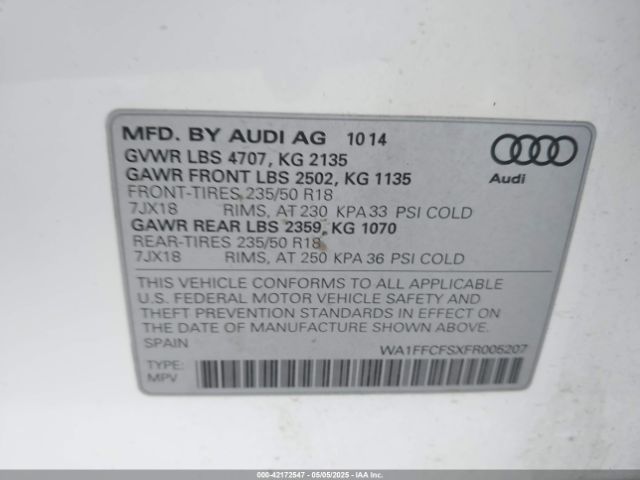 MFD. BY AUDI AG 10 14
GVWR LBS 4707, KG 2135
GAWR FRONT LBS 2502, KG 1135
FRONT-TIRES 235/50 R18
7JX18 RIMS, AT 230 KPA 33 PSI COLD
GAWR REAR LBS 2359, KG 1070
REAR-TIRES 235/50 R18
7JX18 RIMS, AT 250 KPA 36 PSI COLD
Audi
THIS VEHICLE CONFORMS TO ALL APPLICABLE
U.S. FEDERAL MOTOR VEHICLE SAFETY AND
THEFT PREVENTION STANDARDS IN EFFECT ON
THE DATE OF MANUFACTURE SHOWN ABOVE.
SPAIN WA1FFCFSXFR005207
TYPE:
MPV
000-42172547 - 05/05/2025 - IAAI.COM